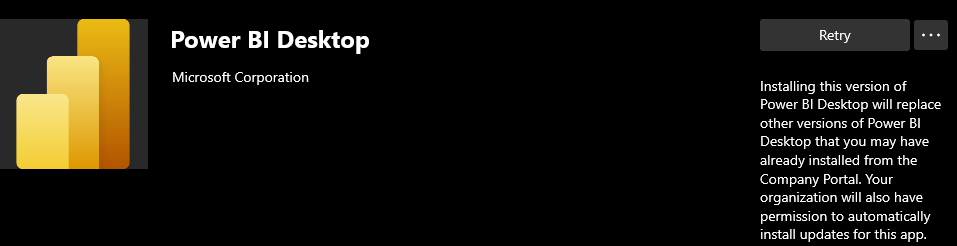 Power BI Desktop
Microsoft Corporation
Retry
Installing this version of
Power BI Desktop will replace
other versions of Power BI
Desktop that you may have
already installed from the
Company Portal. Your
organization will also have
permission to automatically
install updates for this app.